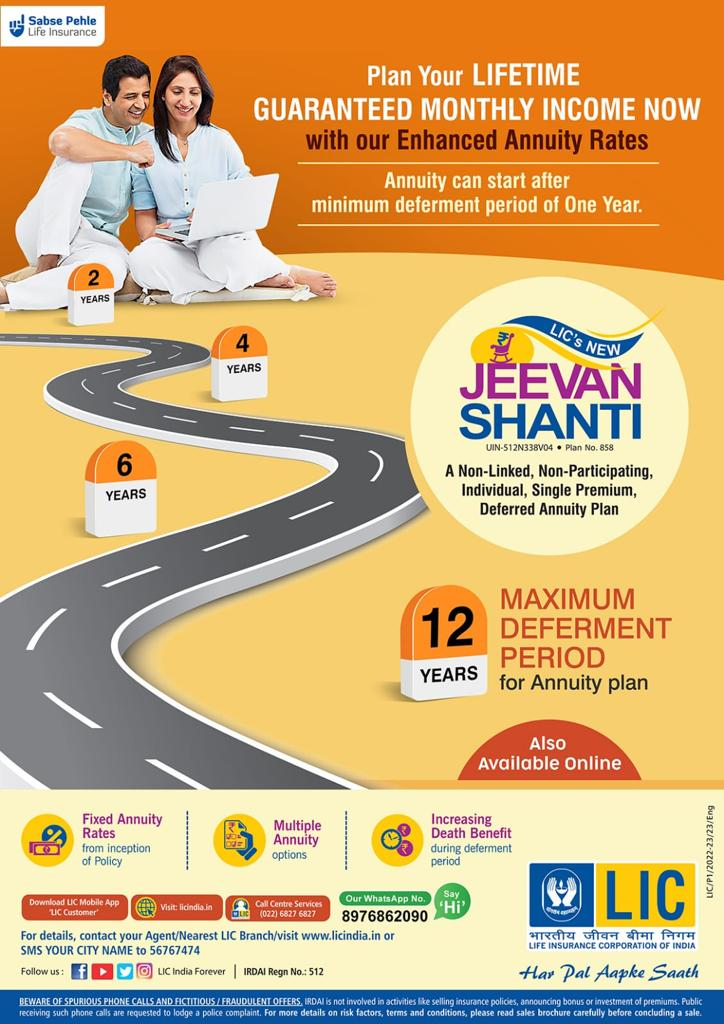 Sabse Pehle
Life Insurance
Plan Your LIFETIME
GUARANTEED MONTHLY INCOME NOW
with our Enhanced Annuity Rates
Annuity can start after
minimum deferment period of One Year.
2
YEARS
4
YEARS
6
YEARS
LIC's NEW
JEEVAN
SHANTI
UIN-512N338V04 • Plan No. 858
A Non-Linked, Non-Participating,
Individual, Single Premium,
Deferred Annuity Plan
12
YEARS
MAXIMUM
DEFERMENT
PERIOD
for Annuity plan
Also
Available Online
Fixed Annuity
Rates
from inception
of Policy
Multiple
Annuity
options
Increasing
Death Benefit
during deferment
period
LIC/P1/2022-23/23/Eng
Download LIC Mobile App
'LIC Customer'
Visit: licindia.in
Call Centre Services
(022) 6827 6827
Our WhatsApp No.
8976862090
Say
'Hi'
For details, contact your Agent/Nearest LIC Branch/visit www.licindia.in or
SMS YOUR CITY NAME to 56767474
Follow us : LIC India Forever | IRDAI Regn No.: 512
LIC
भारतीय जीवन बीमा निगम
LIFE INSURANCE CORPORATION OF INDIA
Har Pal Aapke Saath
BEWARE OF SPURIOUS PHONE CALLS AND FICTITIOUS / FRAUDULENT OFFERS. IRDAI is not involved in activities like selling insurance policies, announcing bonus or investment of premiums. Public
receiving such phone calls are requested to lodge a police complaint. For more details on risk factors, terms and conditions, please read sales brochure carefully before concluding a sale.